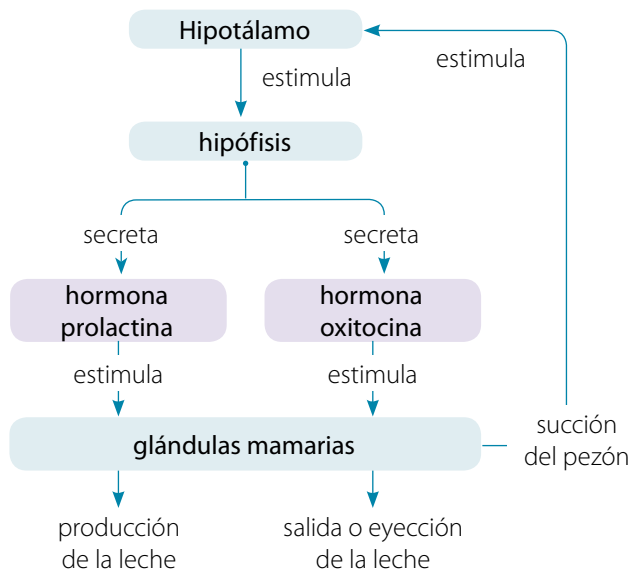 Hipotálamo
estimula
estimula
hipófisis
secreta
secreta
hormona
prolactina
hormona
oxitocina
estimula
estimula
glándulas mamarias
succión
del pezón
producción
de la leche
salida o eyección
de la leche